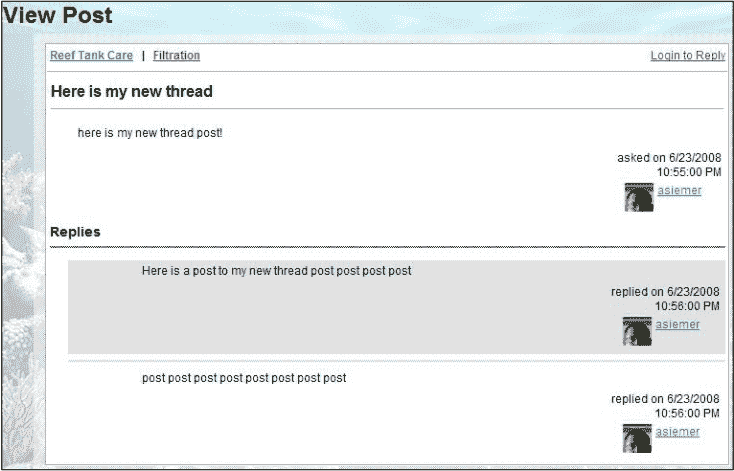 View Post
Reef Tank Care | Filtration Login to Reply
Here is my new thread
here is my new thread post!
asked on 6/23/2008
10:55:00 PM
asiemer
Replies
Here is a post to my new thread post post post post
replied on 6/23/2008
10:56:00 PM
asiemer
post post post post post post post post
replied on 6/23/2008
10:56:00 PM
asiemer